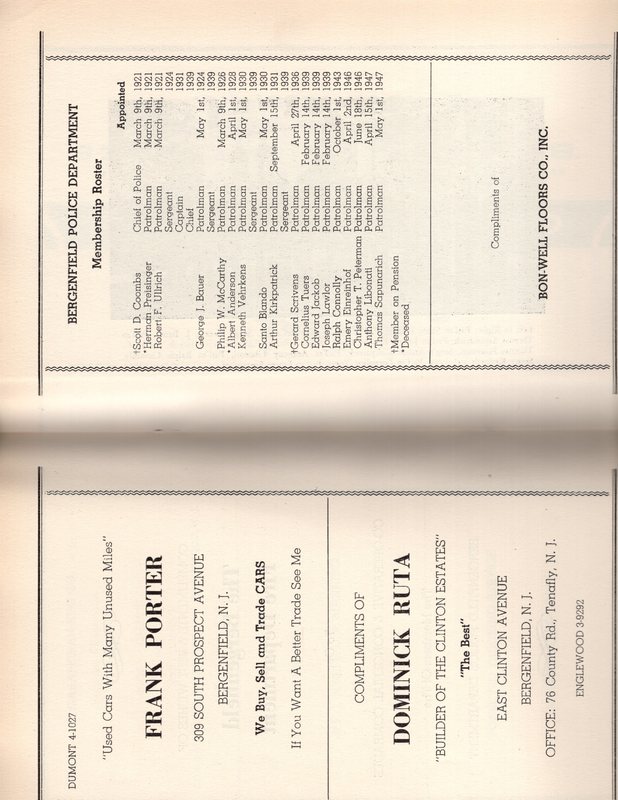 DUMONT 4-1027
"Used Cars With Many Unused Miles"
FRANK PORTER
309 SOUTH PROSPECT AVENUE
BERGENFIELD, N. J.
We Buy, Sell and Trade CARS
If You Want A Better Trade See Me
COMPLIMENTS OF
DOMINICK RUTA
"BUILDER OF THE CLINTON ESTATES"
"The Best"
EAST CLINTON AVENUE
BERGENFIELD, N. J.
OFFICE: 76 County Rd., Tenafly, N. J.
ENGLEWOOD 3-9292
BERGENFIELD POLICE DEPARTMENT
Membership Roster
Appointed
†Scott D. Coombs Chief of Police March 9th, 1921
*Herman Preisinger Patrolman March 9th, 1921
Robert F. Ullrich Patrolman March 9th, 1921
Sergeant 1924
Captain 1931
Chief 1939
George J. Bauer Patrolman May 1st, 1924
Sergeant 1939
Philip W. McCarthy Patrolman March 9th, 1926
*Albert Anderson Patrolman April 1st, 1928
Kenneth Vehrkens Patrolman May 1st, 1930
Sergeant 1939
Santo Blando Patrolman May 1st, 1930
Arthur Kirkpatrick Patrolman September 15th, 1931
Sergeant 1939
†Gerard Scrivens Patrolman April 27th, 1936
Cornelius Tuers Patrolman February 14th, 1939
Edward Jackob Patrolman February 14th, 1939
Joseph Lawlor Patrolman February 14th, 1939
Ralph Connolly Patrolman October 1st, 1943
Emery Einreinhof Patrolman April 2nd, 1946
Christopher T. Peterman Patrolman June 18th, 1946
Anthony Libonati Patrolman April 15th, 1947
Thomas Sapunarich Patrolman May 1st, 1947
†Member on Pension
*Deceased
Compliments of
BON-WELL FLOORS CO., INC.